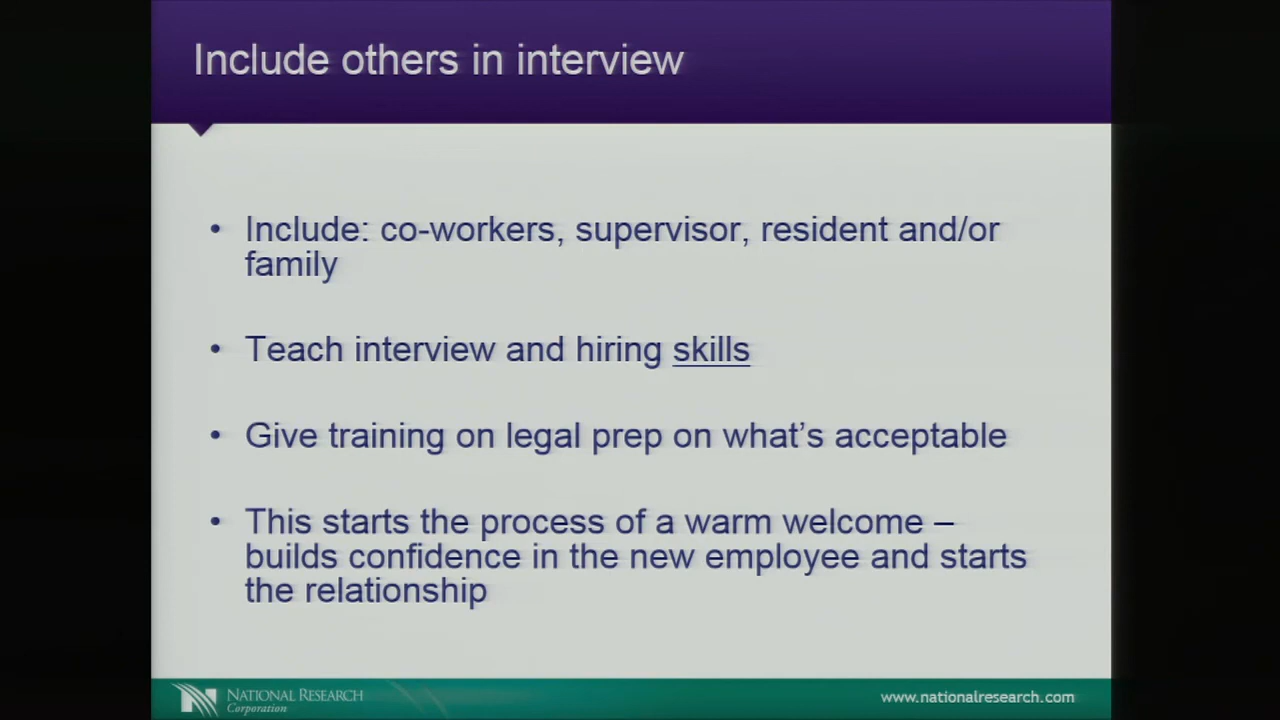 Include others in interview
• Include: co-workers, supervisor, resident and/or
family
• Teach interview and hiring skills
• Give training on legal prep on what's acceptable
• This starts the process of a warm welcome –
builds confidence in the new employee and starts
the relationship
NATIONAL RESEARCH
Corporation
www.nationalresearch.com